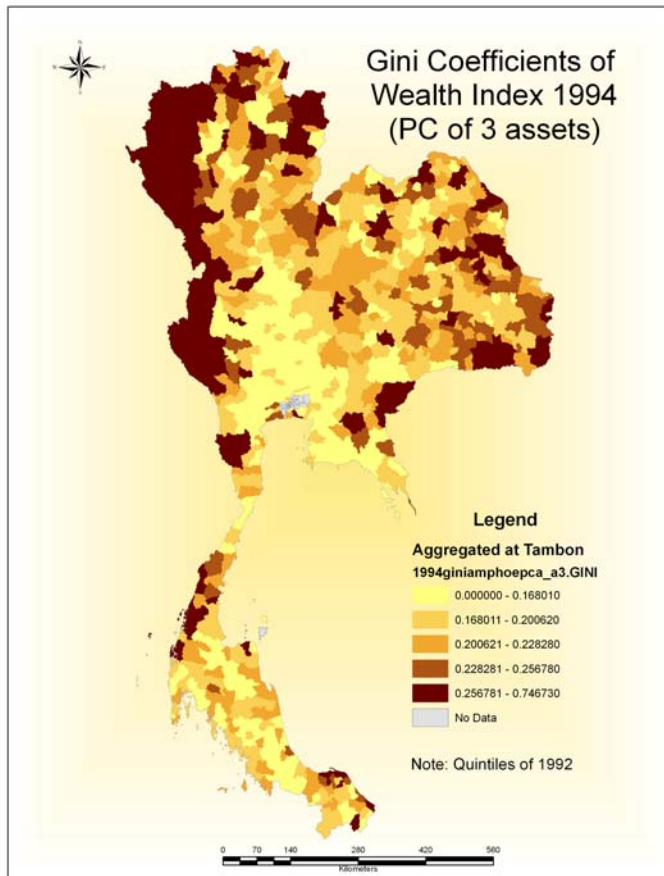 Gini Coefficients of
Wealth Index 1994
(PC of 3 assets)
Legend
Aggregated at Tambon
1994giniamphoepca_a3.GINI
0.000000 - 0.168010
0.168011 - 0.200620
0.200621 - 0.228280
0.228281 - 0.256780
0.256781 - 0.746730
No Data
Note: Quintiles of 1992
0 70 140 280 420 560
Kilometers